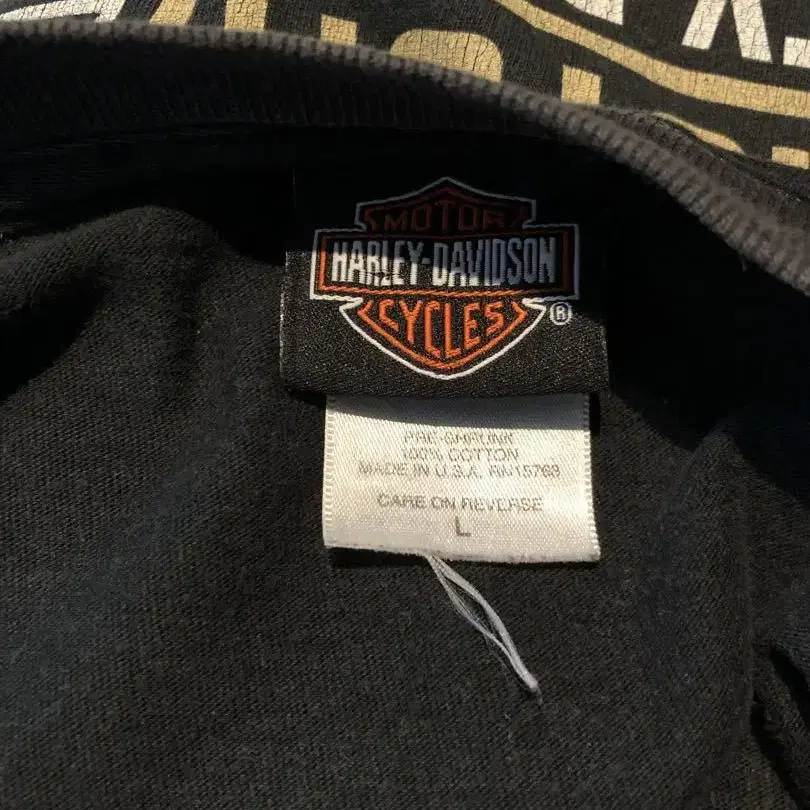 MOTOR
HARLEY-DAVIDSON
CYCLES
®
PRE-SHRUNK
100% COTTON
MADE IN U.S.A. RN15763
CARE ON REVERSE
L